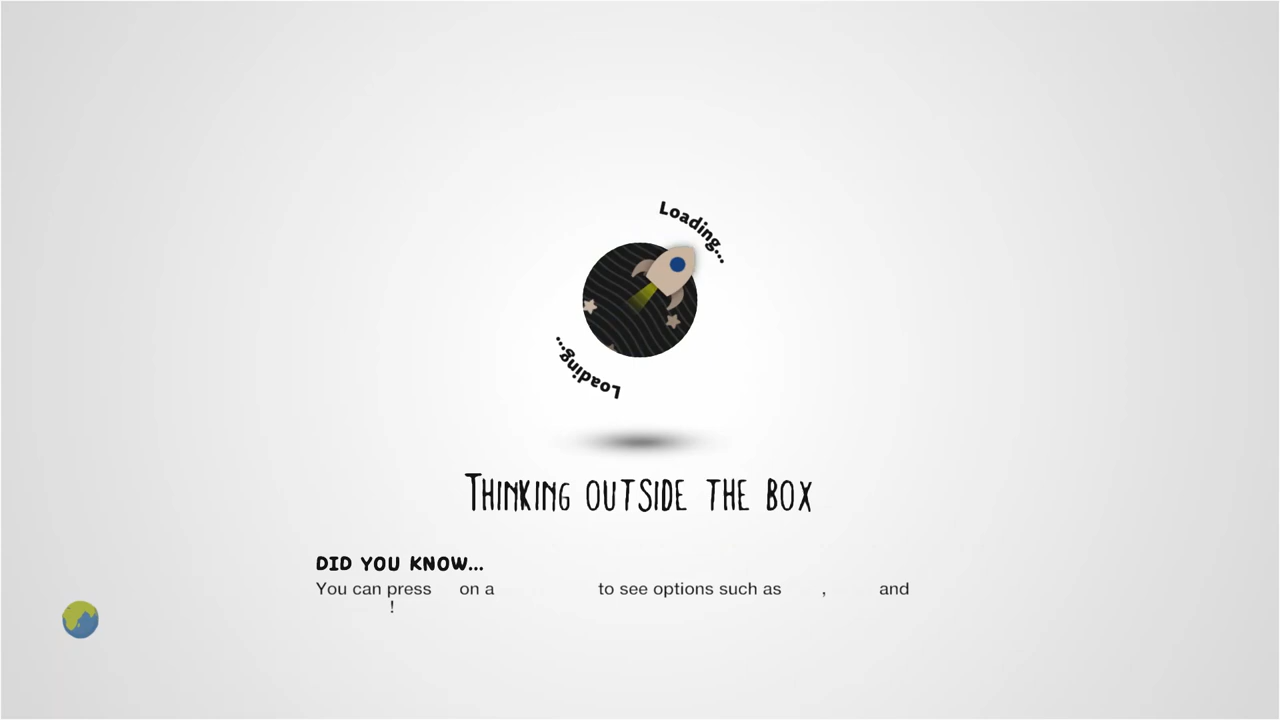 Loading...
Loading...
THINKING OUTSIDE THE BOX
DID YOU KNOW...
You can press on a to see options such as , and
!